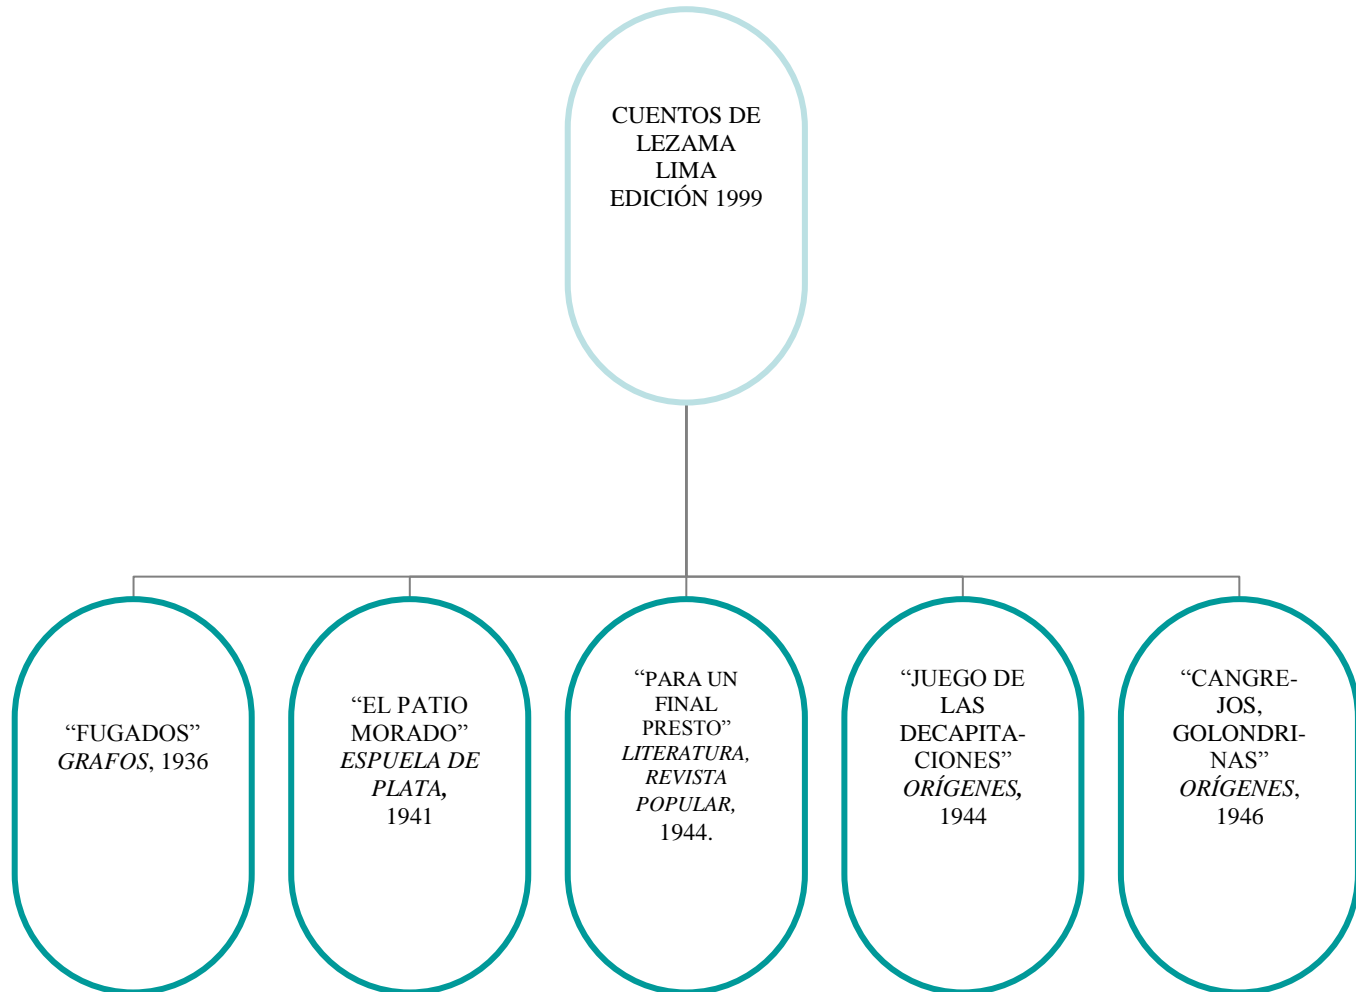 CUENTOS DE
LEZAMA
LIMA
EDICIÓN 1999
“FUGADOS”
GRAFOS, 1936
“EL PATIO
MORADO”
ESPUELA DE
PLATA,
1941
“PARA UN
FINAL
PRESTO”
LITERATURA,
REVISTA
POPULAR,
1944.
“JUEGO DE
LAS
DECAPITA-
CIONES”
ORÍGENES,
1944
“CANGRE-
JOS,
GOLONDRI-
NAS”
ORÍGENES,
1946